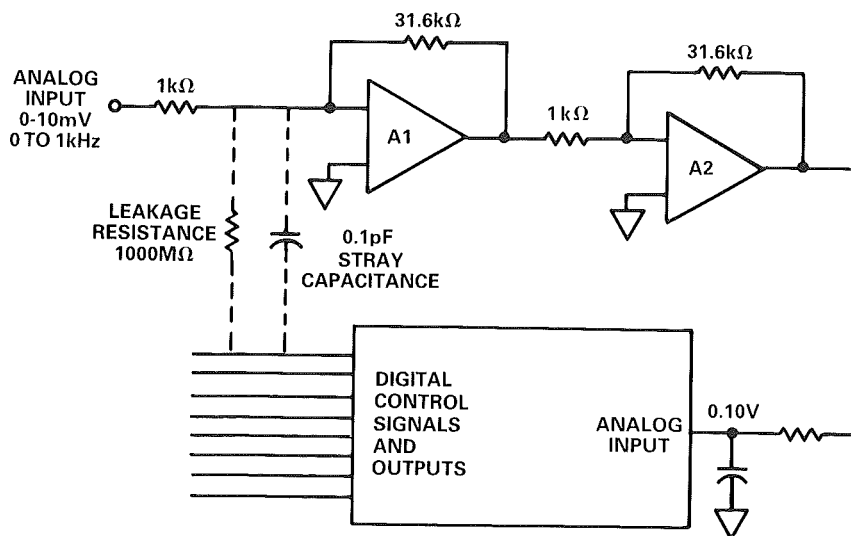 31.6kΩ
31.6kΩ
ANALOG
INPUT
0-10mV
0 TO 1kHz
1kΩ
1kΩ
A1
A2
LEAKAGE
RESISTANCE
1000MΩ
0.1pF
STRAY
CAPACITANCE
DIGITAL
CONTROL
SIGNALS
AND
OUTPUTS
ANALOG
INPUT
0.10V